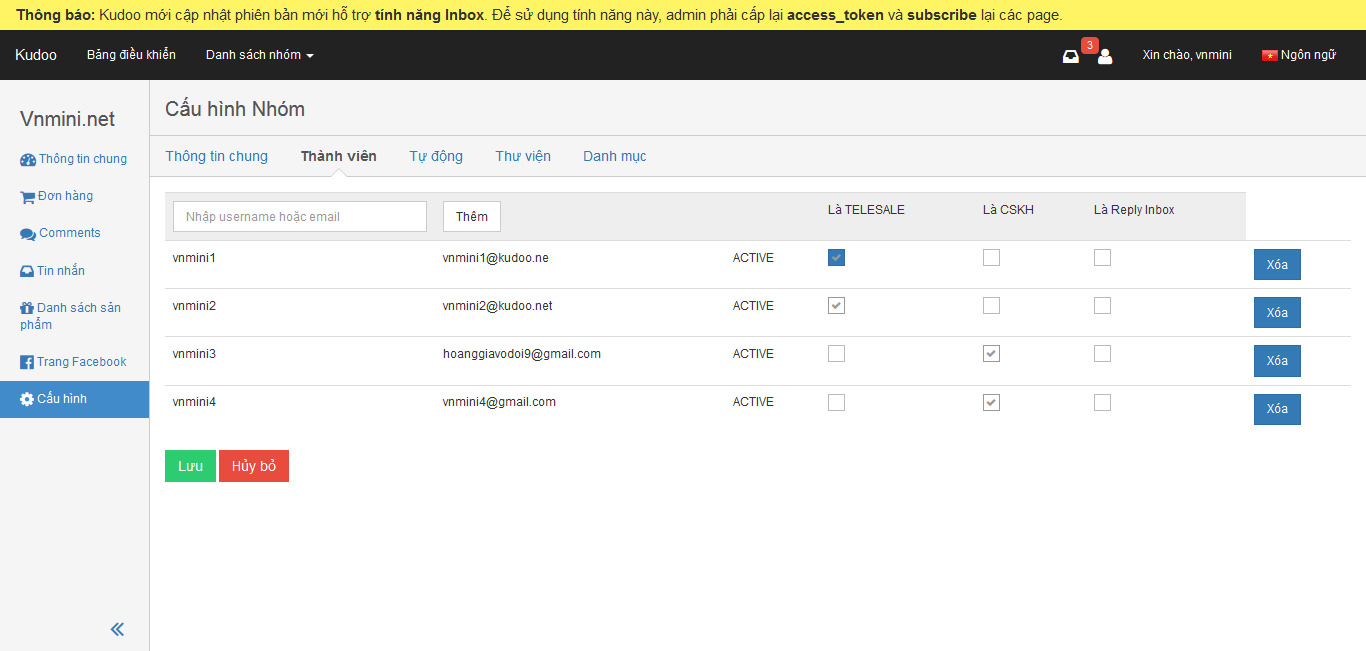 Thông báo: Kudoo mới cập nhật phiên bản mới hỗ trợ tính năng Inbox. Để sử dụng tính năng này, admin phải cấp lại access_token và subscribe lại các page.
Kudoo Bảng điều khiển Danh sách nhóm 3 Xin chào, vnmini Ngôn ngữ
Vnmini.net
Thông tin chung
Đơn hàng
Comments
Tin nhắn
Danh sách sản
phẩm
Trang Facebook
Cấu hình
Cấu hình Nhóm
Thông tin chung Thành viên Tự động Thư viện Danh mục
Nhập username hoặc email Thêm Là TELESALE Là CSKH Là Reply Inbox
vnmini1 vnmini1@kudoo.ne ACTIVE Xóa
vnmini2 vnmini2@kudoo.net ACTIVE Xóa
vnmini3 hoanggiavodoi9@gmail.com ACTIVE Xóa
vnmini4 vnmini4@gmail.com ACTIVE Xóa
Lưu Hủy bỏ